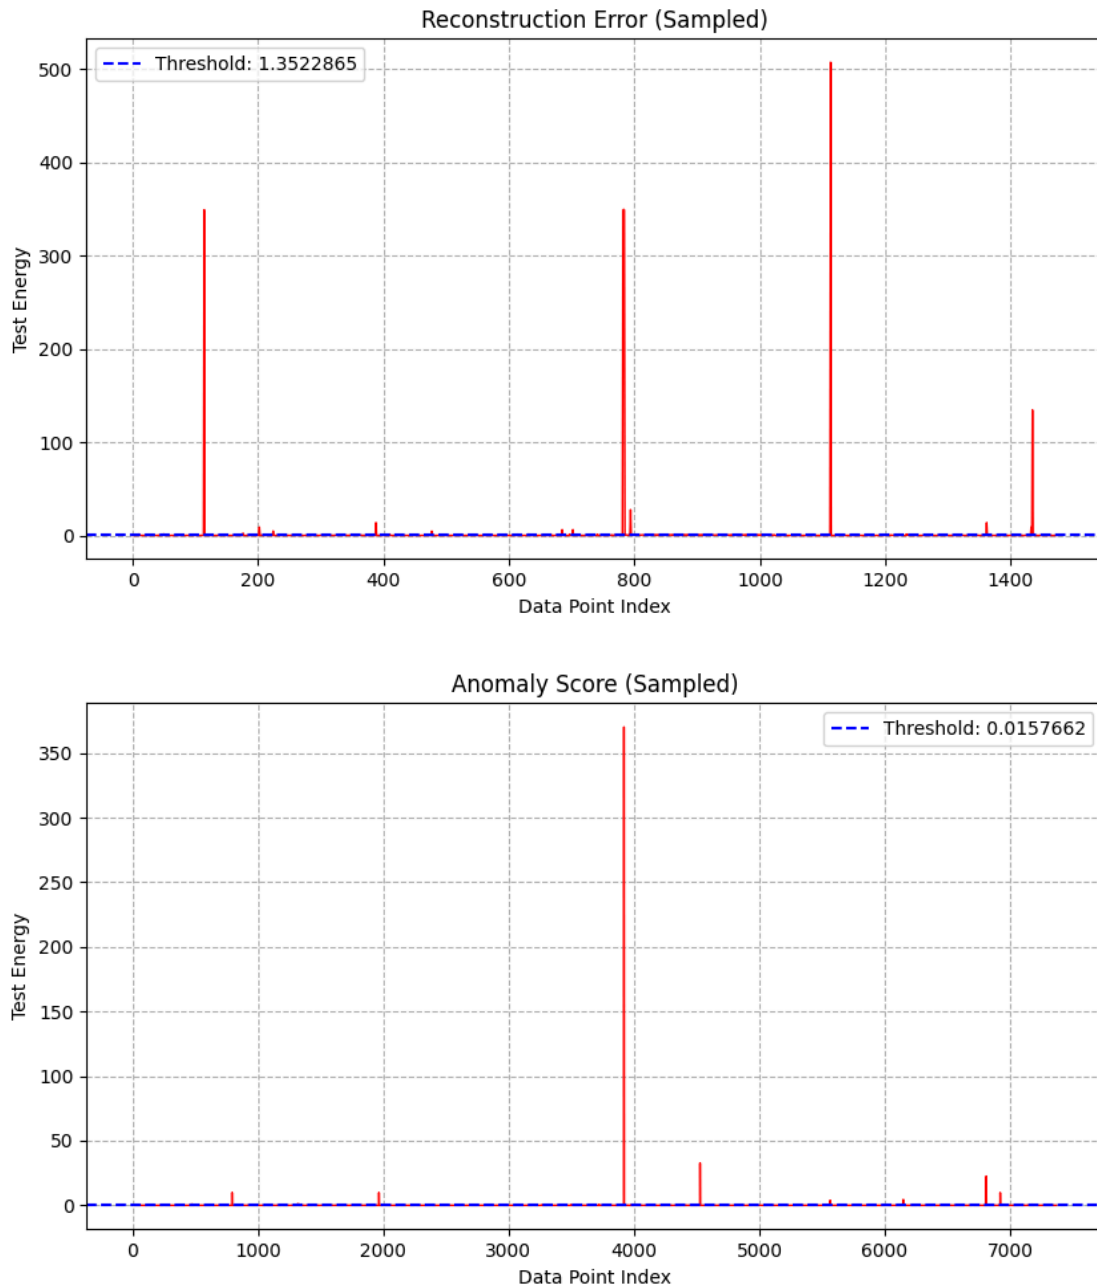 Reconstruction Error (Sampled)
Threshold: 1.3522865
500
400
300
200
100
0
Test Energy
0 200 400 600 800 1000 1200 1400
Data Point Index
Anomaly Score (Sampled)
Threshold: 0.0157662
350
300
250
200
150
100
50
0
Test Energy
0 1000 2000 3000 4000 5000 6000 7000
Data Point Index